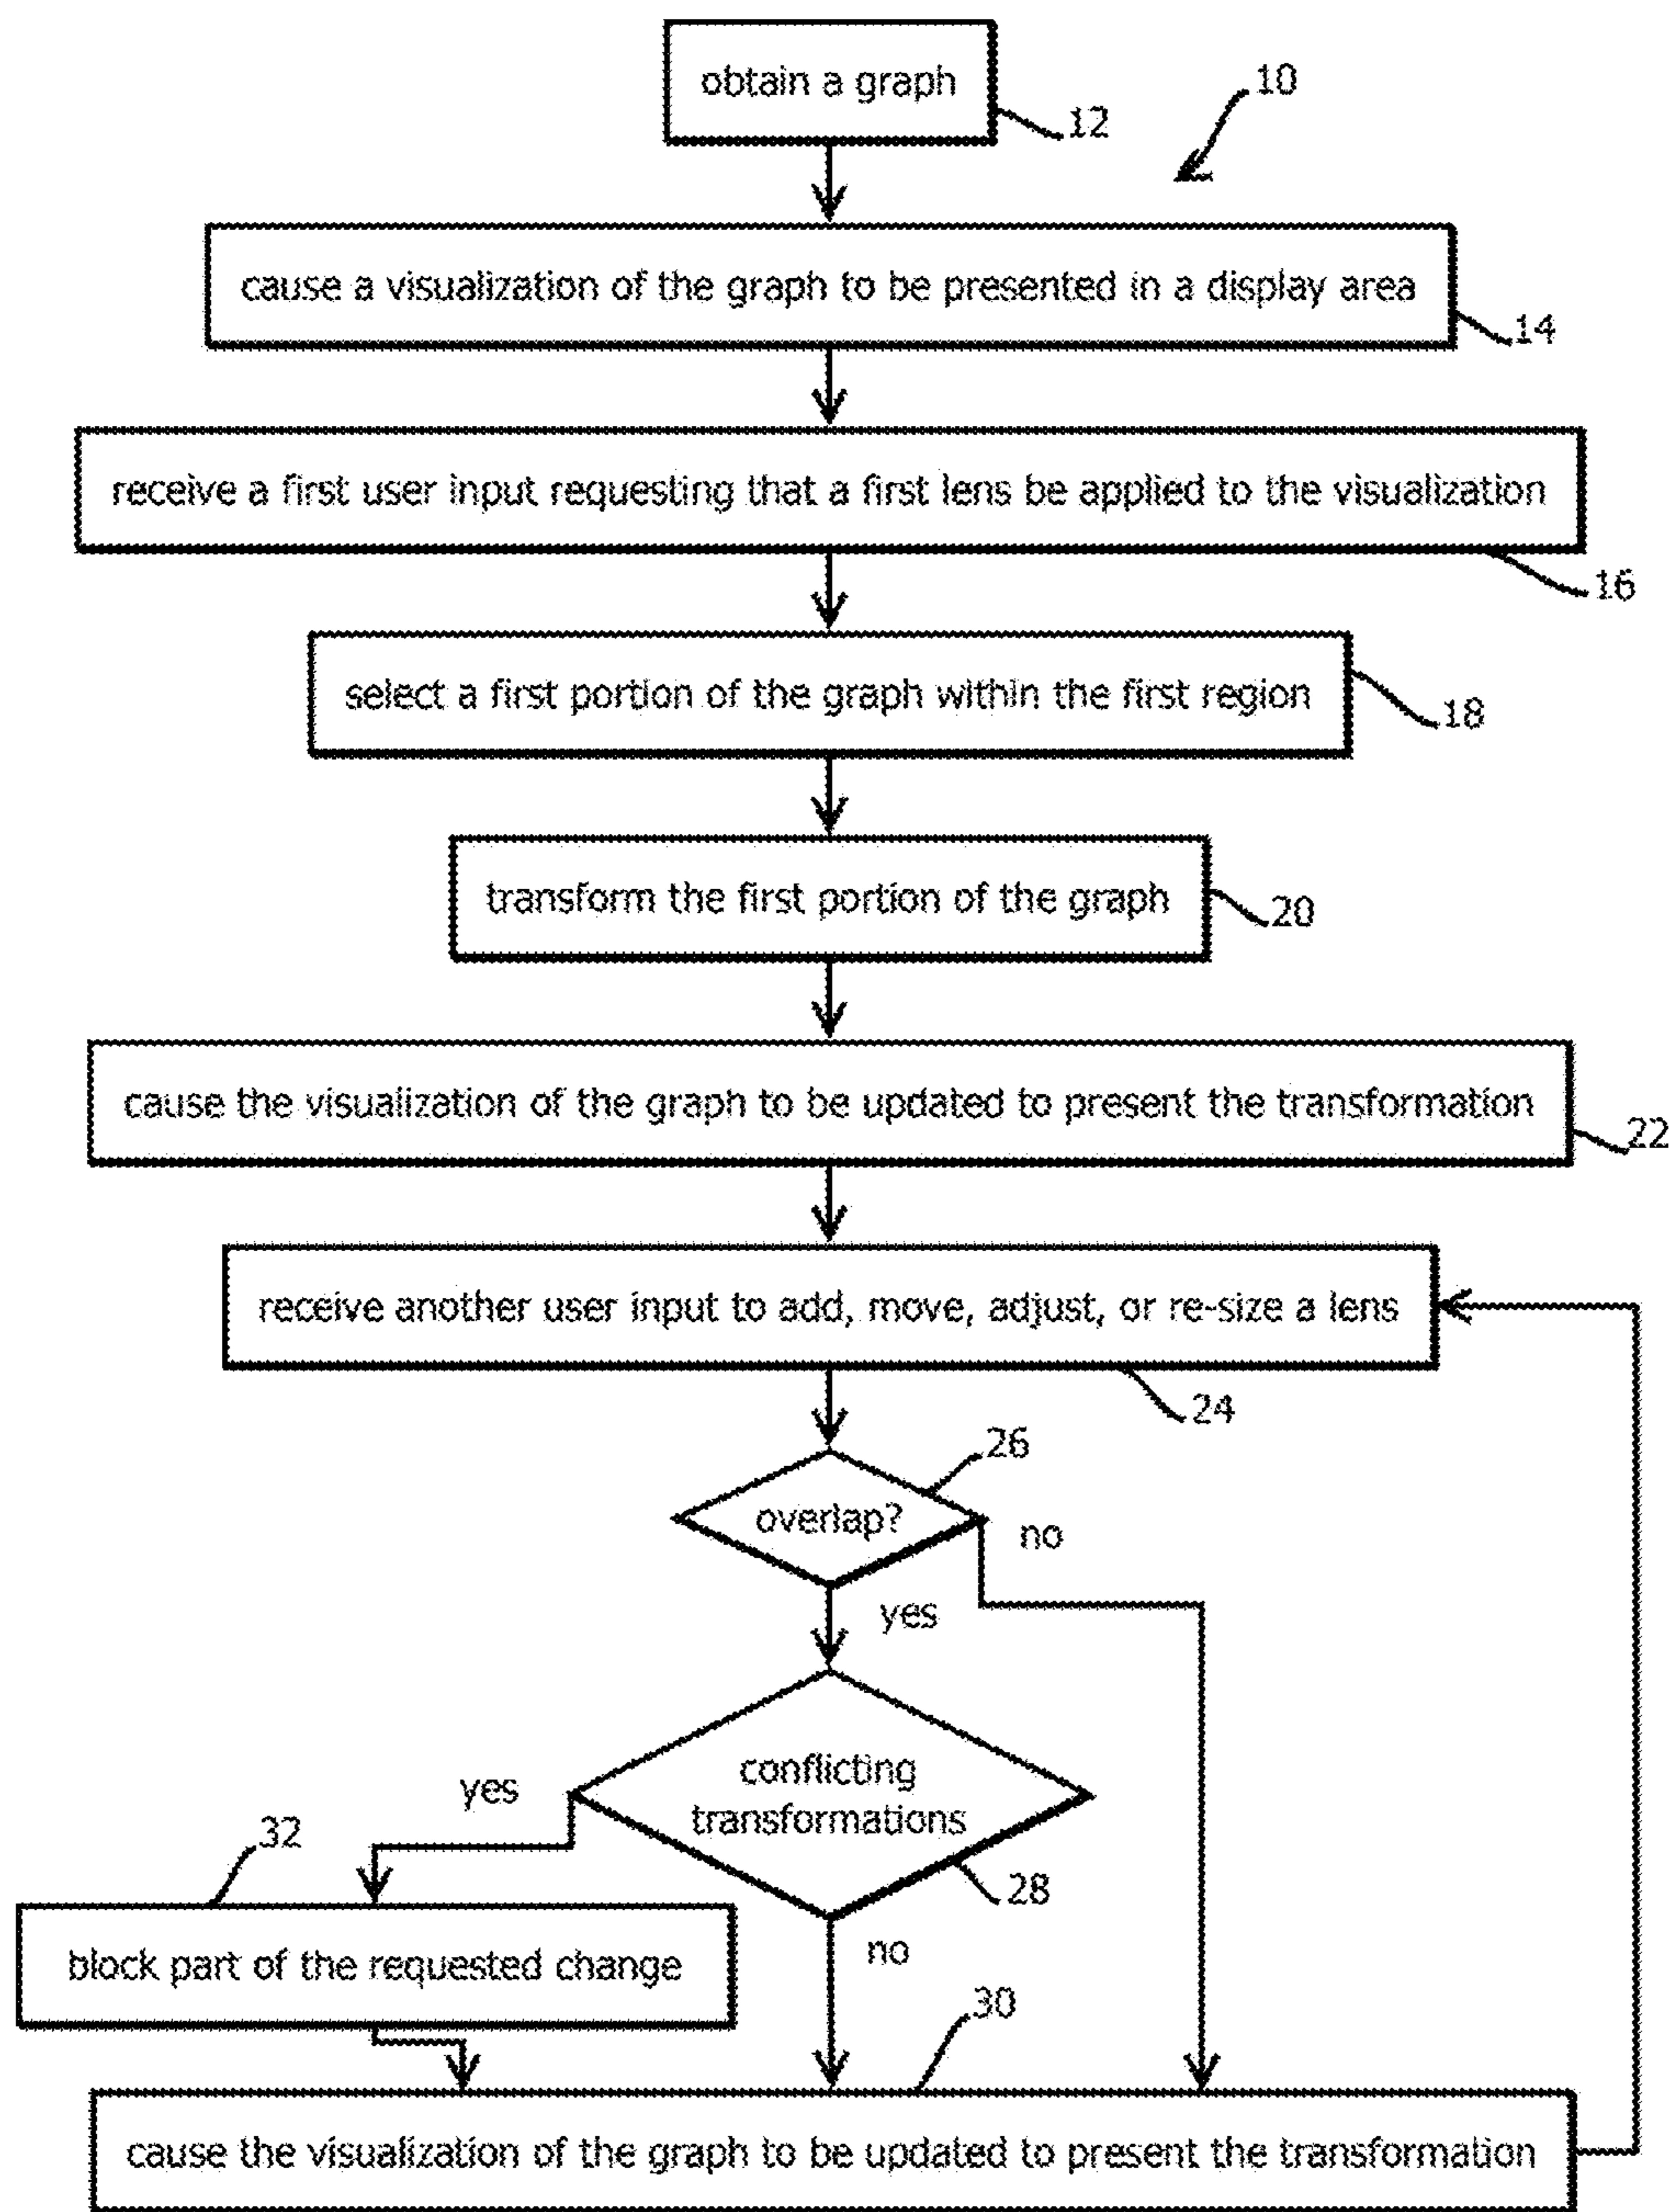 obtain a graph
12
10
cause a visualization of the graph to be presented in a display area
14
receive a first user input requesting that a first lens be applied to the visualization
16
select a first portion of the graph within the first region
18
transform the first portion of the graph
20
cause the visualization of the graph to be updated to present the transformation
22
receive another user input to add, move, adjust, or re-size a lens
24
26
overlap?
no
yes
conflicting
transformations
yes
32
28
block part of the requested change
no
30
cause the visualization of the graph to be updated to present the transformation